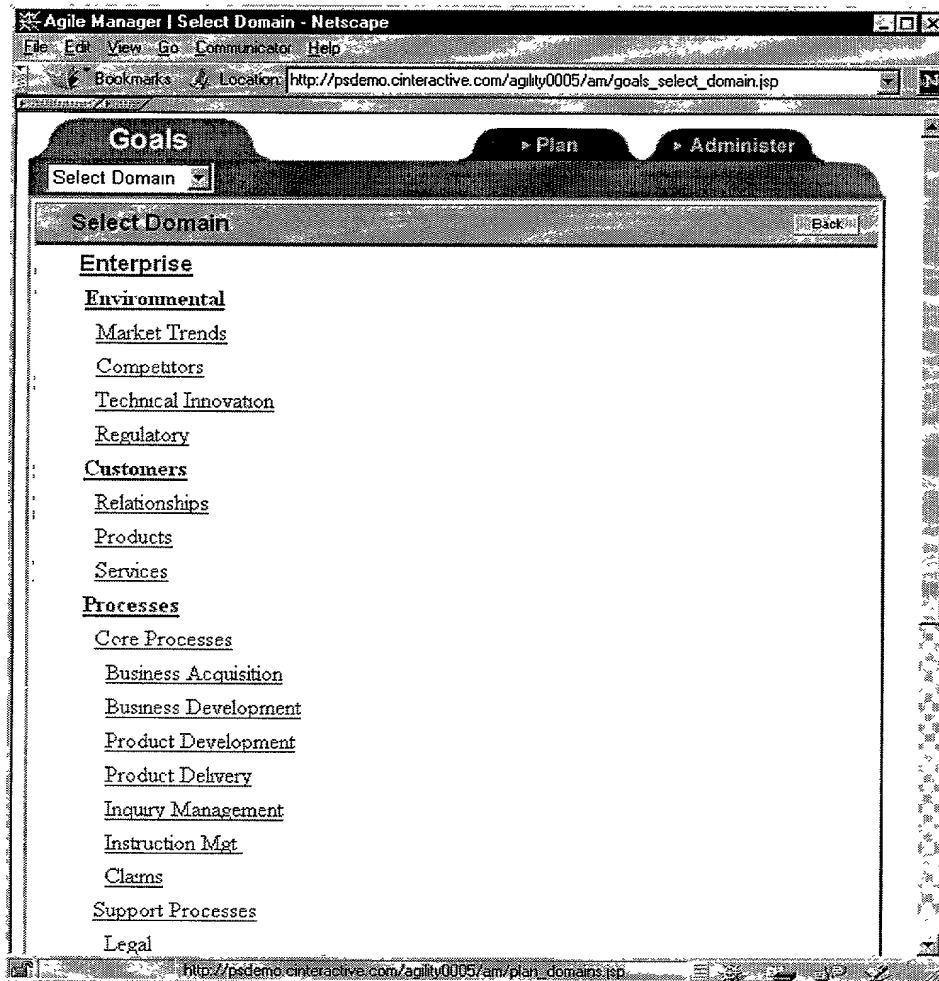 Agile Manager | Select Domain - Netscape
File Edit View Go Communicator Help
Bookmarks Location: http://psdemo.cinteractive.com/agility0005/am/goals_select_domain.jsp
Goals
Plan
Administer
Select Domain
Select Domain
Back
Enterprise
Environmental
Market Trends
Competitors
Technical Innovation
Regulatory
Customers
Relationships
Products
Services
Processes
Core Processes
Business Acquisition
Business Development
Product Development
Product Delivery
Inquiry Management
Instruction Mgt
Claims
Support Processes
Legal
http://psdemo.cinteractive.com/agility0005/am/plan_domains.jsp